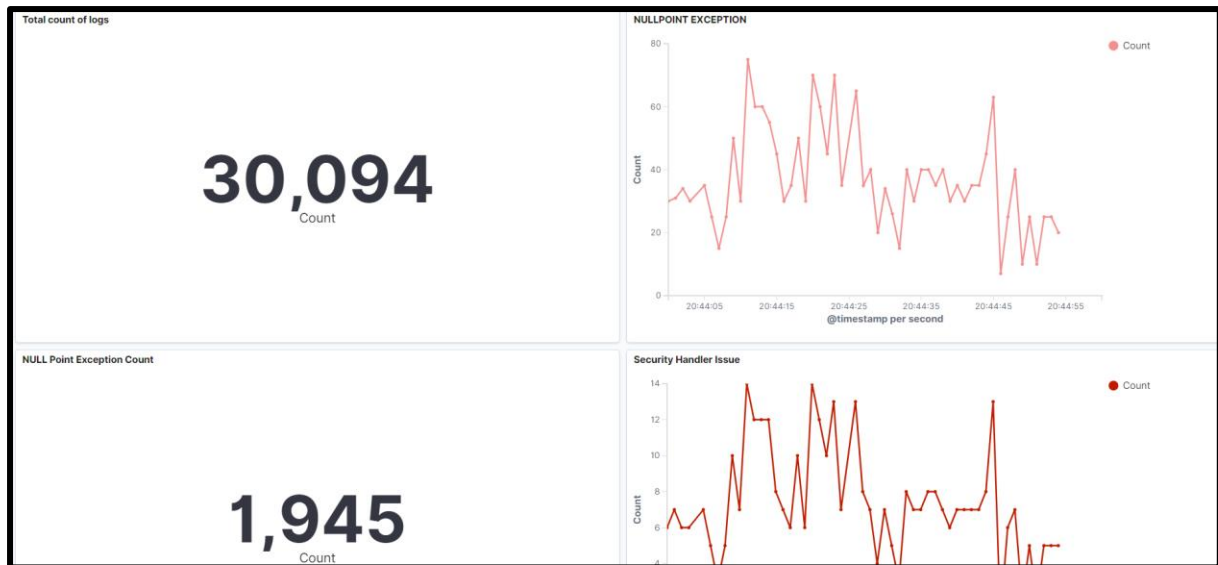 Total count of logs
30,094
Count
NULLPOINT EXCEPTION
80
60
40
20
0
Count
Count
20:44:05 20:44:15 20:44:25 20:44:35 20:44:45 20:44:55
@timestamp per second
NULL Point Exception Count
1,945
Count
Security Handler Issue
14
12
10
8
6
4
Count
Count